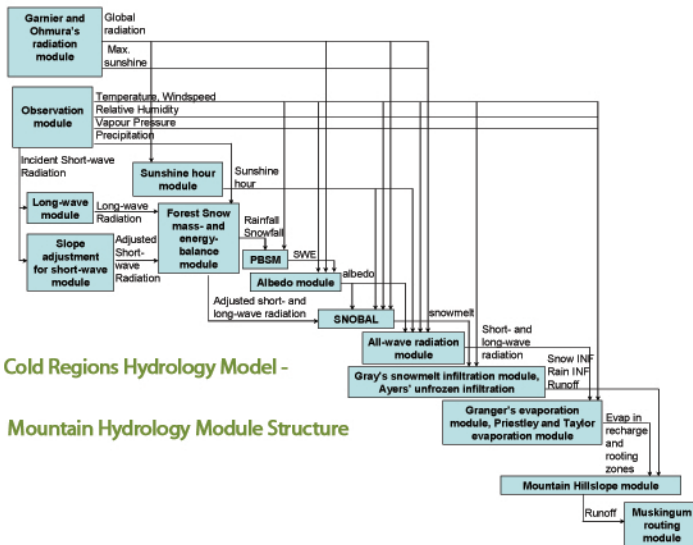 Garnier and
Ohmura's
radiation
module
Global
radiation
Max.
sunshine
Observation
module
Temperature, Windspeed
Relative Humidity
Vapour Pressure
Precipitation
Incident Short-wave
Radiation
Sunshine hour
module
Sunshine
hour
Long-wave
module
Long-wave
Radiation
Forest Snow
mass- and
energy-
balance
module
Rainfall
Snowfall
Slope
adjustment
for short-wave
module
Adjusted
Short-
wave
Radiation
PBSM
SWE
Albedo module
albedo
Adjusted short- and
long-wave radiation
SNOBAL
snowmelt
All-wave radiation
module
Short- and
long-wave
radiation
Cold Regions Hydrology Model -
Gray's snowmelt infiltration module,
Ayers' unfrozen infiltration
Snow INF
Rain INF
Runoff
Mountain Hydrology Module Structure
Granger's evaporation
module, Priestley and Taylor
evaporation module
Evap in
recharge
and
rooting
zones
Mountain Hillslope module
Runoff
Muskingum
routing
module